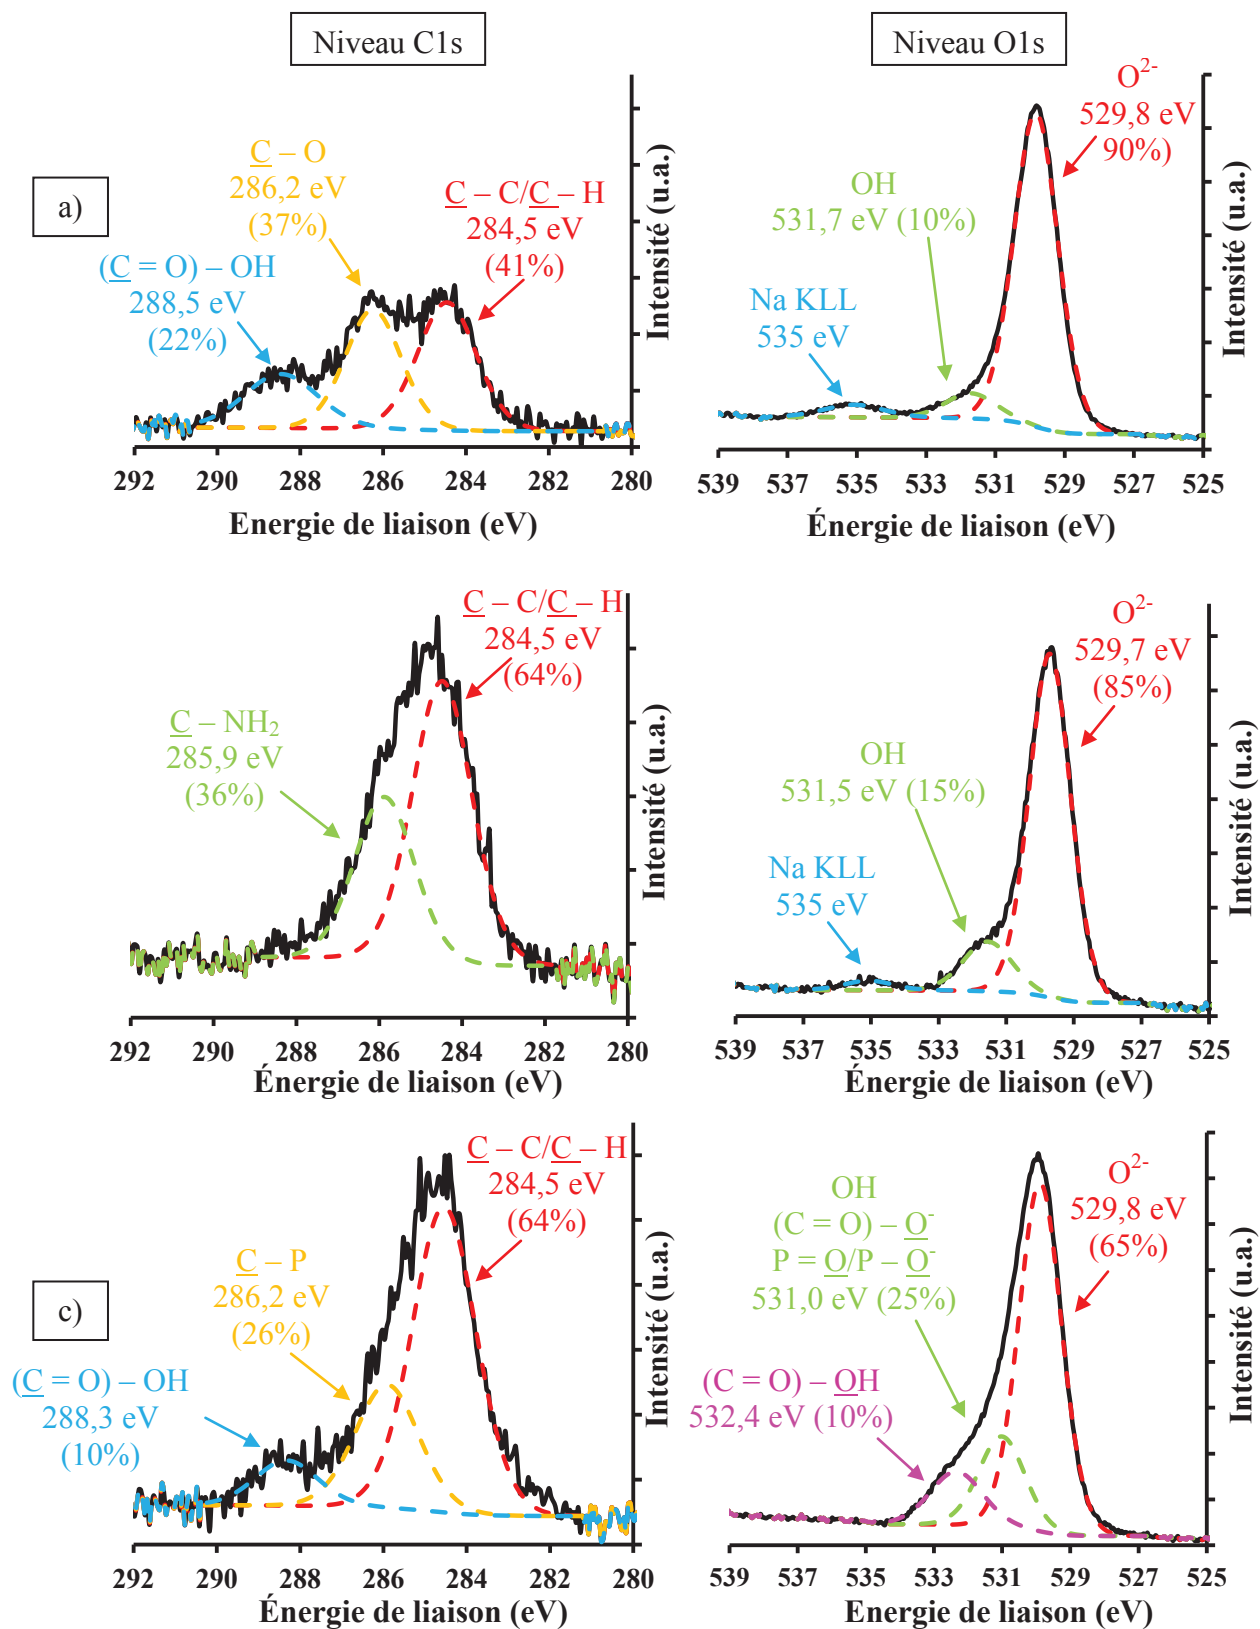 Niveau C1s
Niveau O1s
a)
C – O
286,2 eV
(37%)
C – C/C – H
284,5 eV
(41%)
(C = O) – OH
288,5 eV
(22%)
Intensité (u.a.)
292 290 288 286 284 282 280
Energie de liaison (eV)
O²⁻
529,8 eV
90%)
OH
531,7 eV (10%)
Na KLL
535 eV
Intensité (u.a.)
539 537 535 533 531 529 527 525
Énergie de liaison (eV)
C – C/C – H
284,5 eV
(64%)
C – NH₂
285,9 eV
(36%)
Intensité (u.a.)
292 290 288 286 284 282 280
Énergie de liaison (eV)
O²⁻
529,7 eV
(85%)
OH
531,5 eV (15%)
Na KLL
535 eV
Intensité (u.a.)
539 537 535 533 531 529 527 525
Énergie de liaison (eV)
c)
C – C/C – H
284,5 eV
(64%)
C – P
286,2 eV
(26%)
(C = O) – OH
288,3 eV
(10%)
Intensité (u.a.)
292 290 288 286 284 282 280
Énergie de liaison (eV)
O²⁻
529,8 eV
(65%)
OH
(C = O) – O⁻
P = O/P – O⁻
531,0 eV (25%)
(C = O) – OH
532,4 eV (10%)
Intensité (u.a.)
539 537 535 533 531 529 527 525
Energie de liaison (eV)